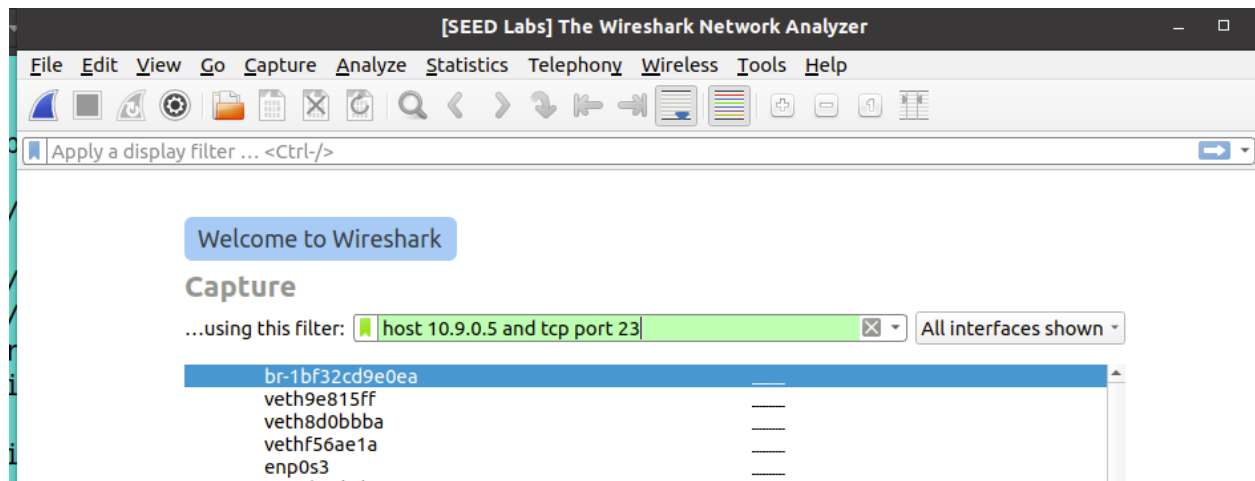 [SEED Labs] The Wireshark Network Analyzer
File Edit View Go Capture Analyze Statistics Telephony Wireless Tools Help
Apply a display filter … <Ctrl-/>
Welcome to Wireshark
Capture
…using this filter: host 10.9.0.5 and tcp port 23 All interfaces shown
br-1bf32cd9e0ea
veth9e815ff
veth8d0bbba
vethf56ae1a
enp0s3